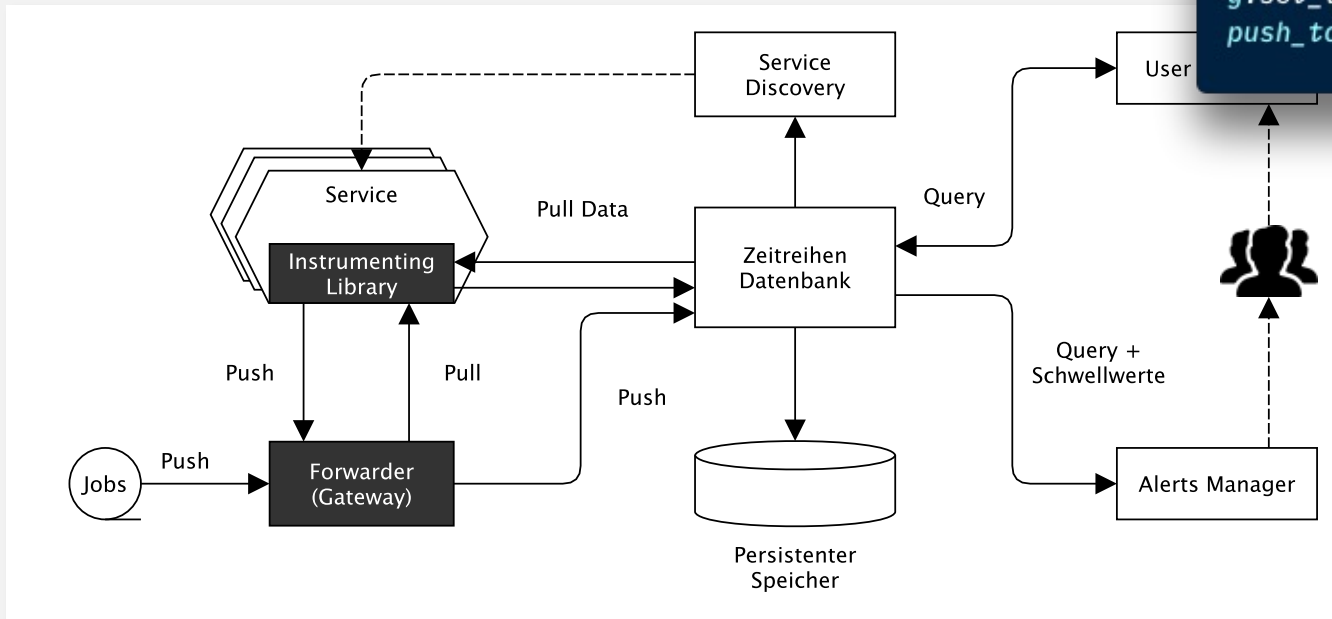 push_to
Service
Discovery
User
Service
Pull Data
Query
Instrumenting
Library
Zeitreihen
Datenbank
Push
Pull
Push
Query +
Schwellwerte
Jobs
Push
Forwarder
(Gateway)
Alerts Manager
Persistenter
Speicher